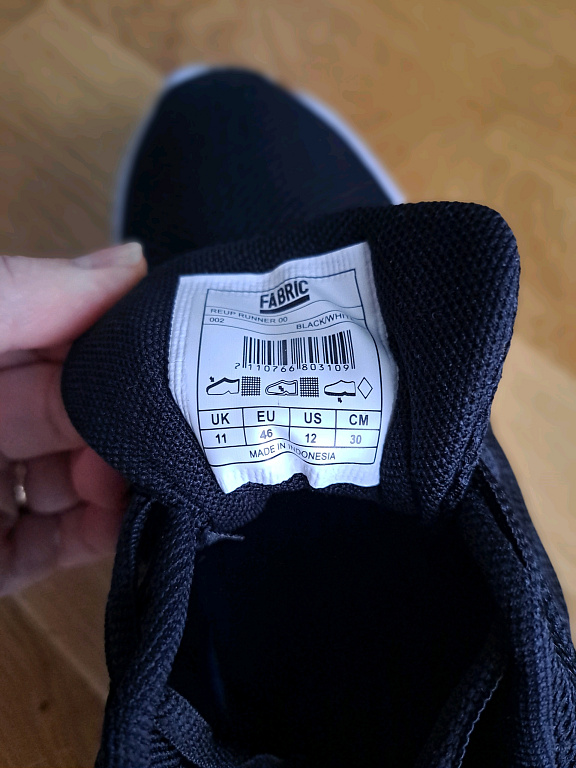 FABRIC
REUP RUNNER 00
002 BLACK/WHI
7 110766 803109
UK EU US CM
11 46 12 30
MADE IN INDONESIA